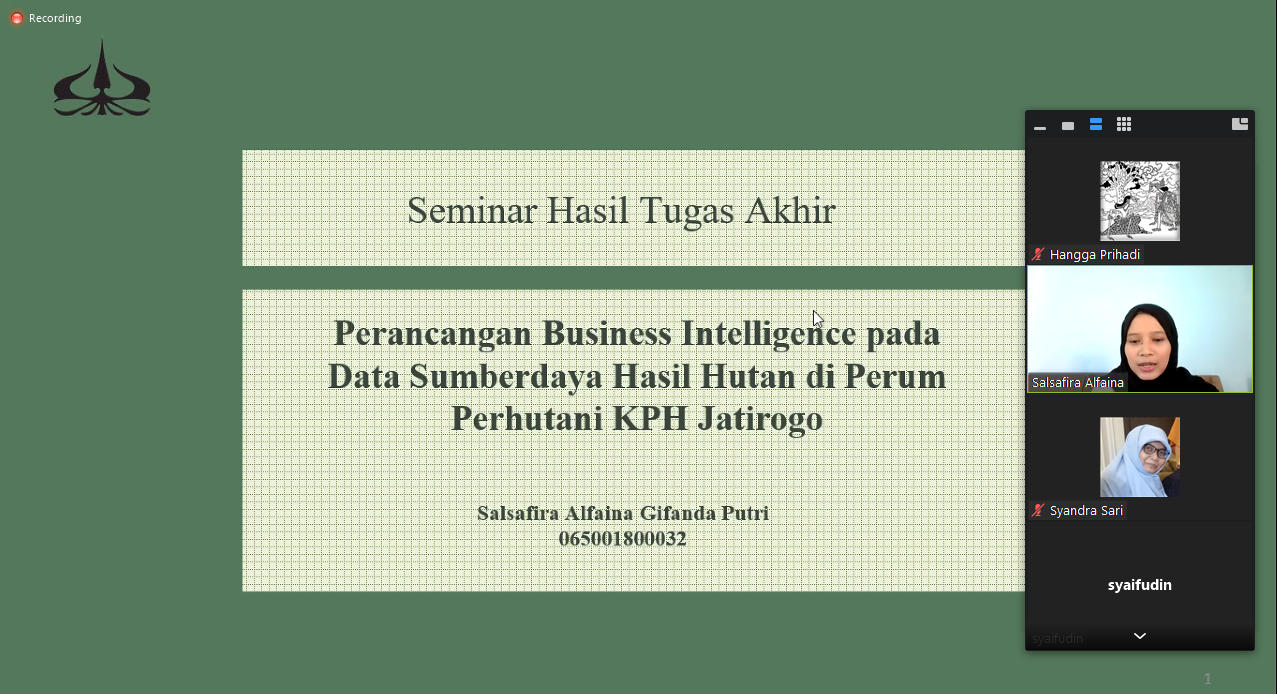 Recording
Seminar Hasil Tugas Akhir
Perancangan Business Intelligence pada
Data Sumberdaya Hasil Hutan di Perum
Perhutani KPH Jatirogo
Salsafira Alfaina Gifanda Putri
065001800032
Hangga Prihadi
Salsafira Alfaina
Syandra Sari
syaifudin
syaifudin
1